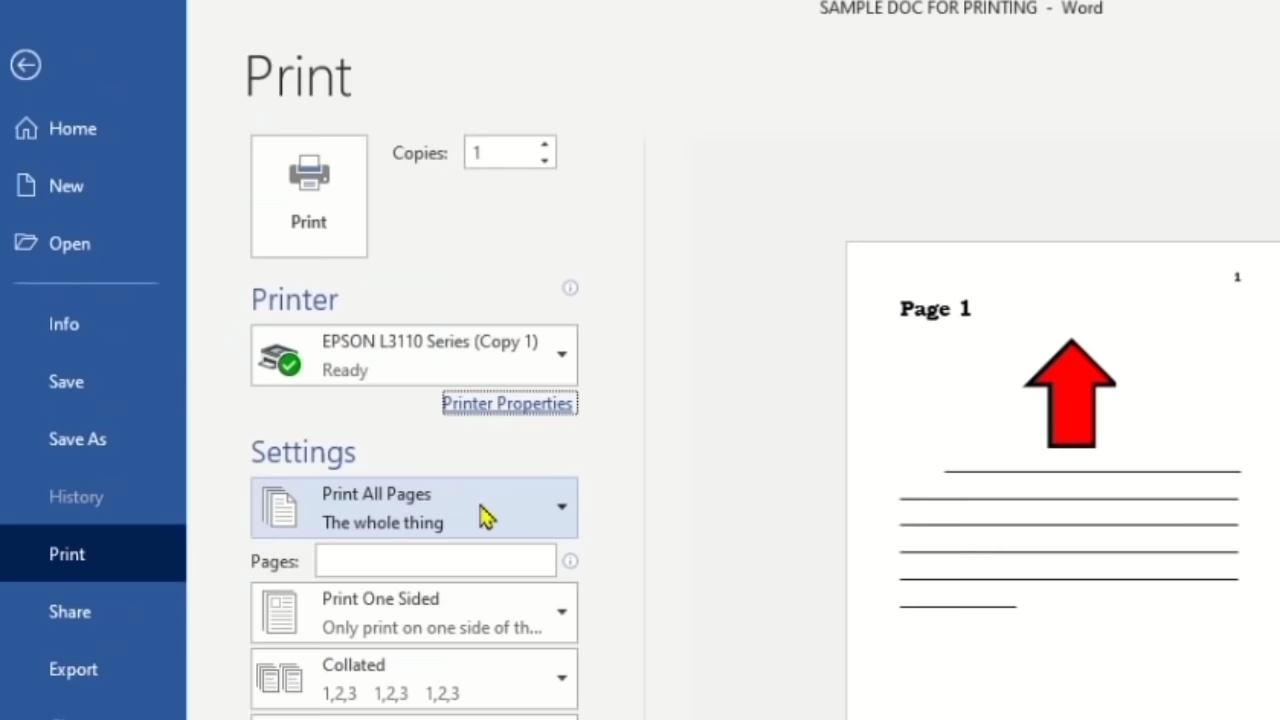 SAMPLE DOC FOR PRINTING - Word
Print
Home
New
Open
Info
Save
Save As
History
Print
Share
Export
Print
Copies: 1
Printer
EPSON L3110 Series (Copy 1)
Ready
Printer Properties
Settings
Print All Pages
The whole thing
Pages:
Print One Sided
Only print on one side of th...
Collated
1,2,3 1,2,3 1,2,3
1
Page 1